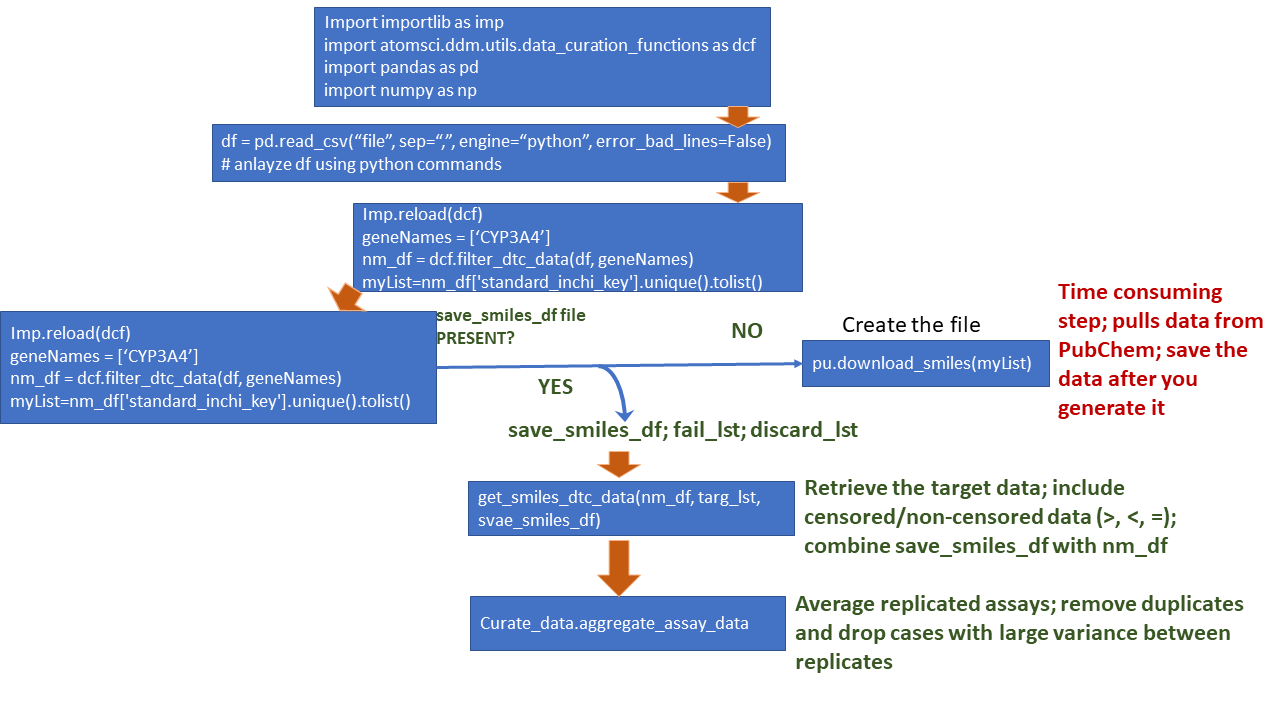 Import importlib as imp
import atomsci.ddm.utils.data_curation_functions as dcf
import pandas as pd
import numpy as np
df = pd.read_csv(“file”, sep=“,”, engine=“python”, error_bad_lines=False)
# anlayze df using python commands
Imp.reload(dcf)
geneNames = [‘CYP3A4’]
nm_df = dcf.filter_dtc_data(df, geneNames)
myList=nm_df['standard_inchi_key'].unique().tolist()
Imp.reload(dcf)
geneNames = [‘CYP3A4’]
nm_df = dcf.filter_dtc_data(df, geneNames)
myList=nm_df['standard_inchi_key'].unique().tolist()
save_smiles_df file
PRESENT?
NO
YES
Create the file
pu.download_smiles(myList)
Time consuming
step; pulls data from
PubChem; save the
data after you
generate it
save_smiles_df; fail_lst; discard_lst
get_smiles_dtc_data(nm_df, targ_lst,
svae_smiles_df)
Retrieve the target data; include
censored/non-censored data (>, <, =);
combine save_smiles_df with nm_df
Curate_data.aggregate_assay_data
Average replicated assays; remove duplicates
and drop cases with large variance between
replicates